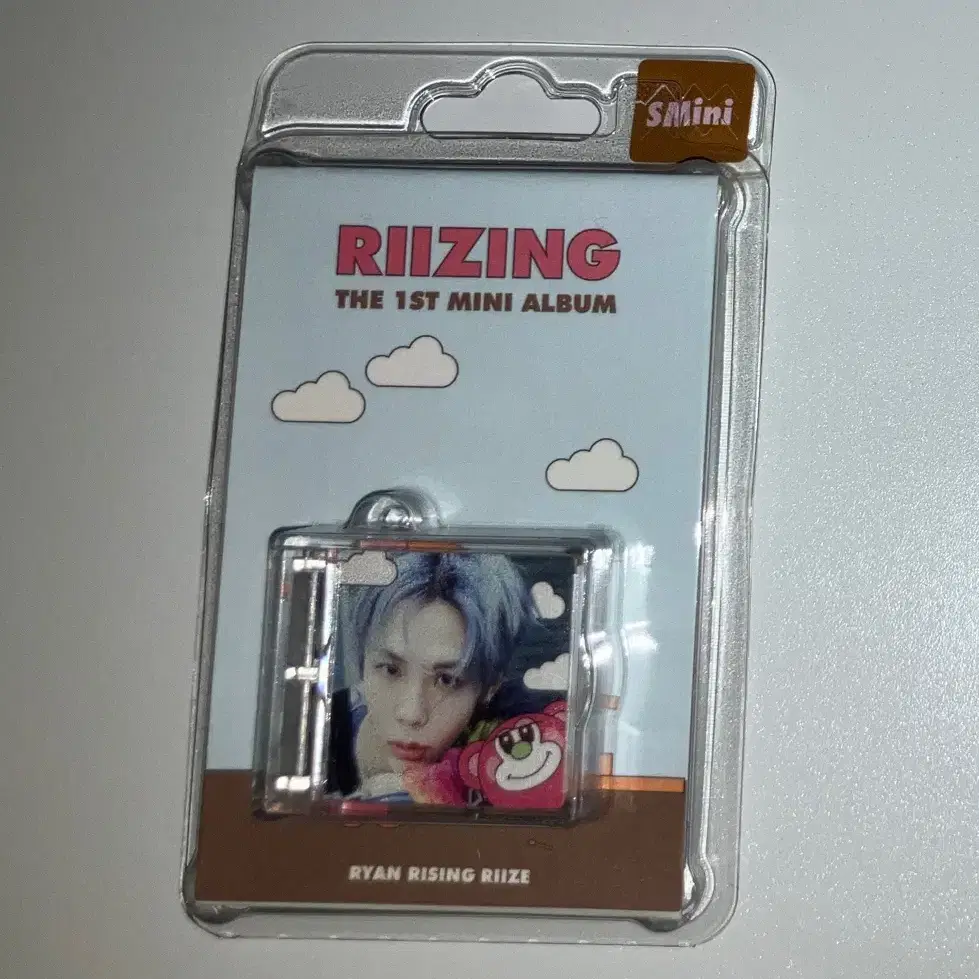 SMini
RIIZING
THE 1ST MINI ALBUM
RYAN RISING RIIZE